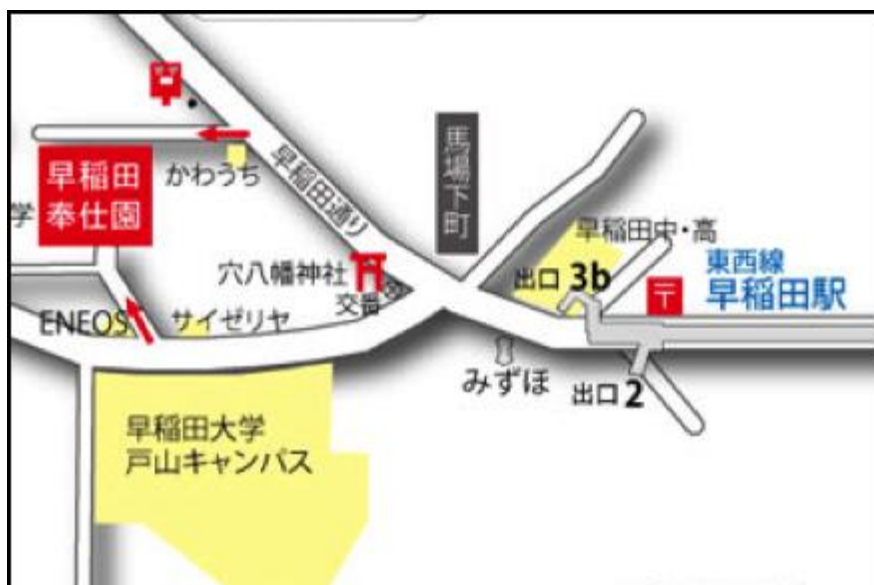 早稲田
奉仕園
学
かわうち
早稲田通り
馬場下町
穴八幡神社
交番
早稲田中・高
出口 3b
〒
東西線
早稲田駅
ENEOS
サイゼリヤ
みずほ
出口 2
早稲田大学
戸山キャンパス